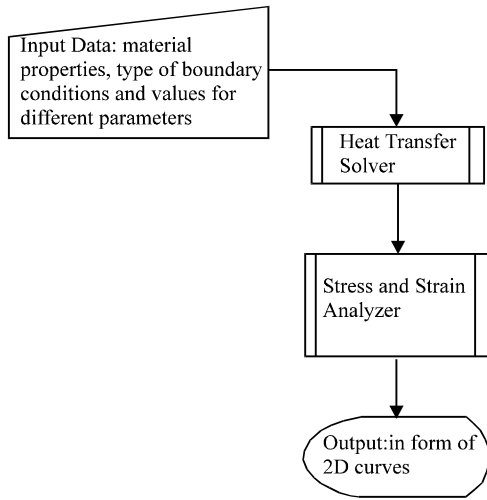 Input Data: material
properties, type of boundary
conditions and values for
different parameters
Heat Transfer
Solver
Stress and Strain
Analyzer
Output:in form of
2D curves